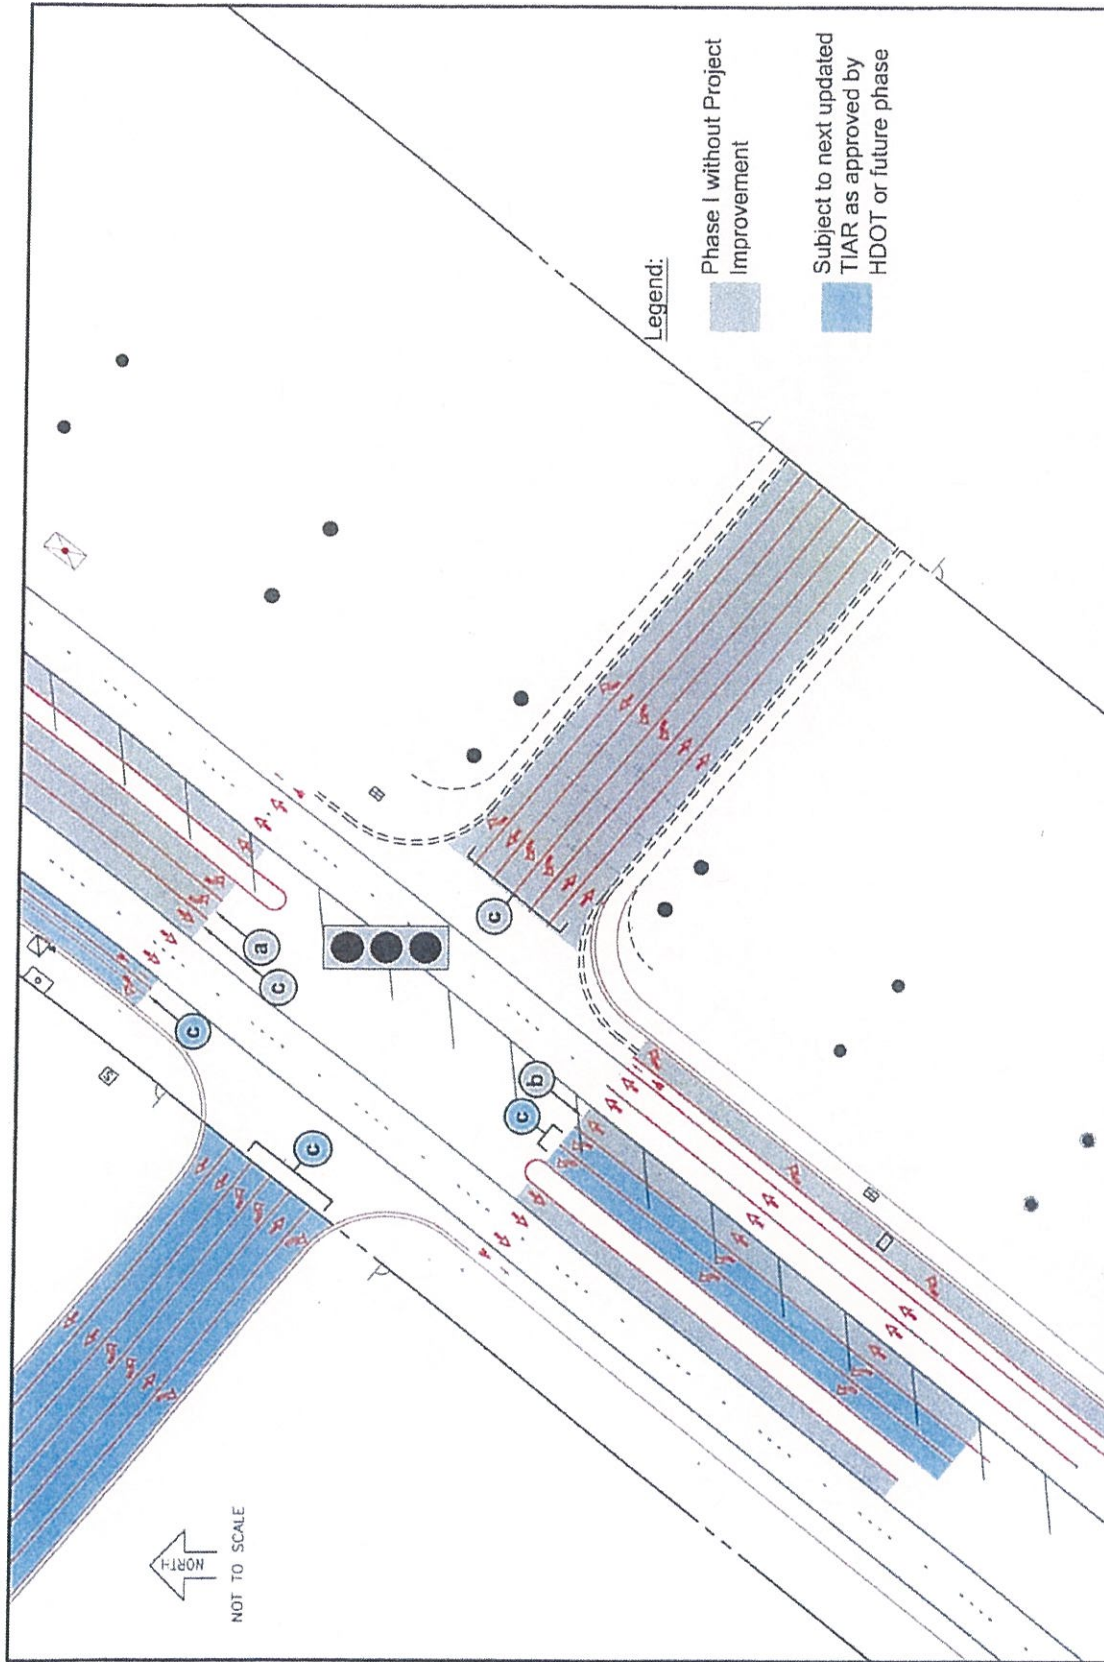 Legend:
Phase I without Project
Improvement
Subject to next updated
TIAR as approved by
HDOT or future phase
a
c
c
c
b
c
c
S
NORTH
NOT TO SCALE